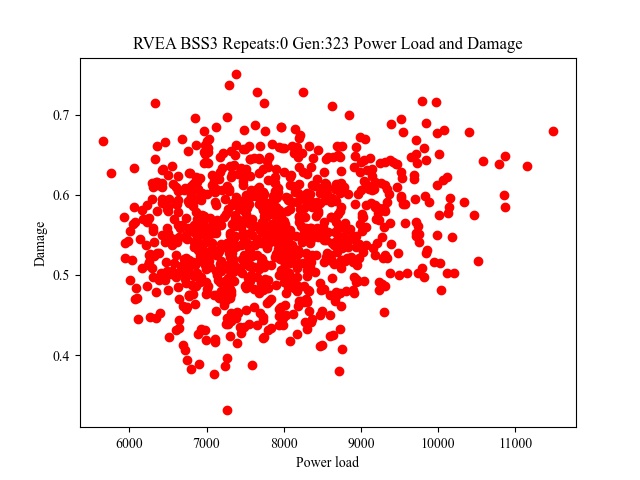 RVEA BSS3 Repeats:0 Gen:323 Power Load and Damage
0.7
0.6
0.5
0.4
Damage
6000 7000 8000 9000 10000 11000
Power load